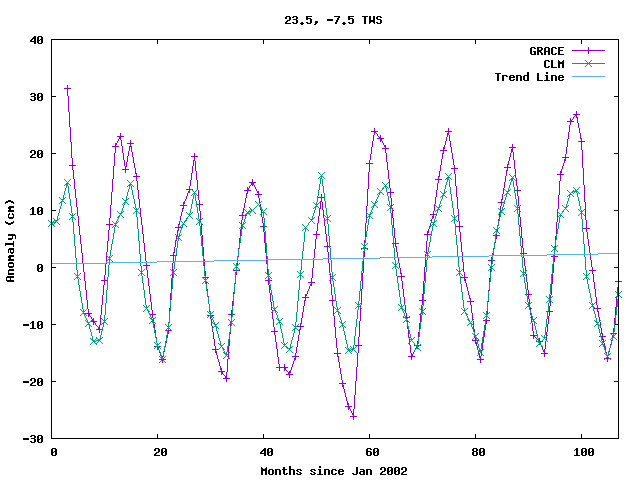 23.5, -7.5 TWS
GRACE
CLM
Trend Line
40
30
20
10
0
-10
-20
-30
Anomaly (cm)
0 20 40 60 80 100
Months since Jan 2002